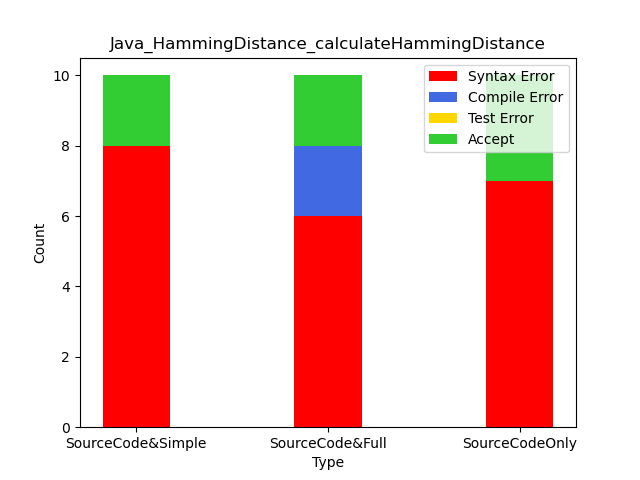 Java_HammingDistance_calculateHammingDistance
Syntax Error
Compile Error
Test Error
Accept
10
8
6
4
2
0
Count
SourceCode&Simple
SourceCode&Full
SourceCodeOnly
Type